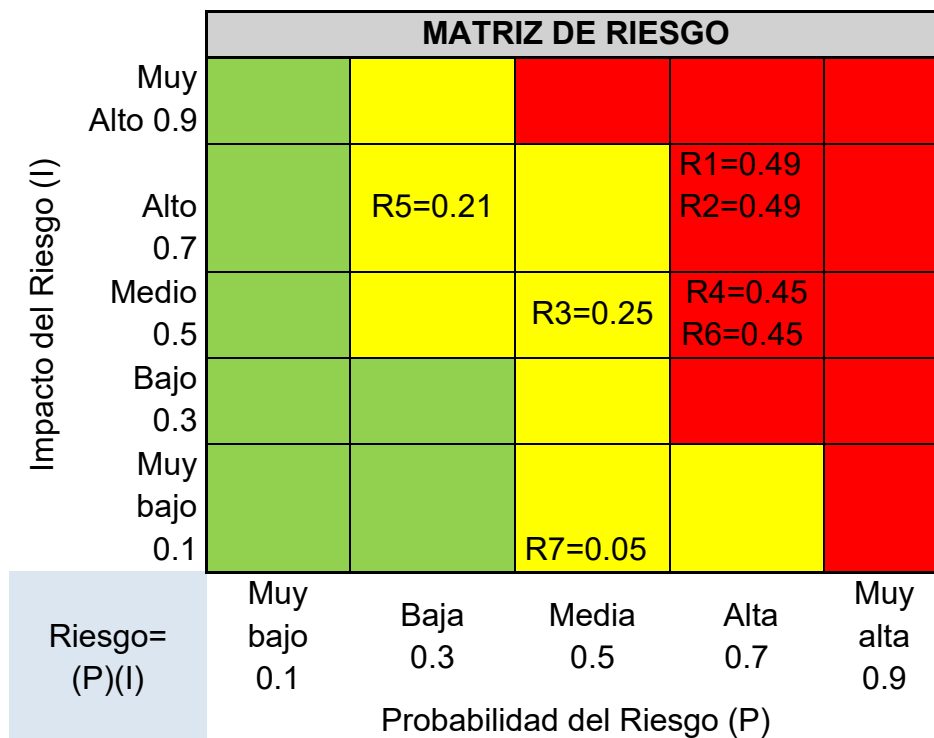 MATRIZ DE RIESGO
Impacto del Riesgo (I)
Muy
Alto 0.9
Alto
0.7
R5=0.21
R1=0.49
R2=0.49
Medio
0.5
R3=0.25
R4=0.45
R6=0.45
Bajo
0.3
Muy
bajo
0.1
R7=0.05
Riesgo=
(P)(I)
Muy
bajo
0.1
Baja
0.3
Media
0.5
Alta
0.7
Muy
alta
0.9
Probabilidad del Riesgo (P)